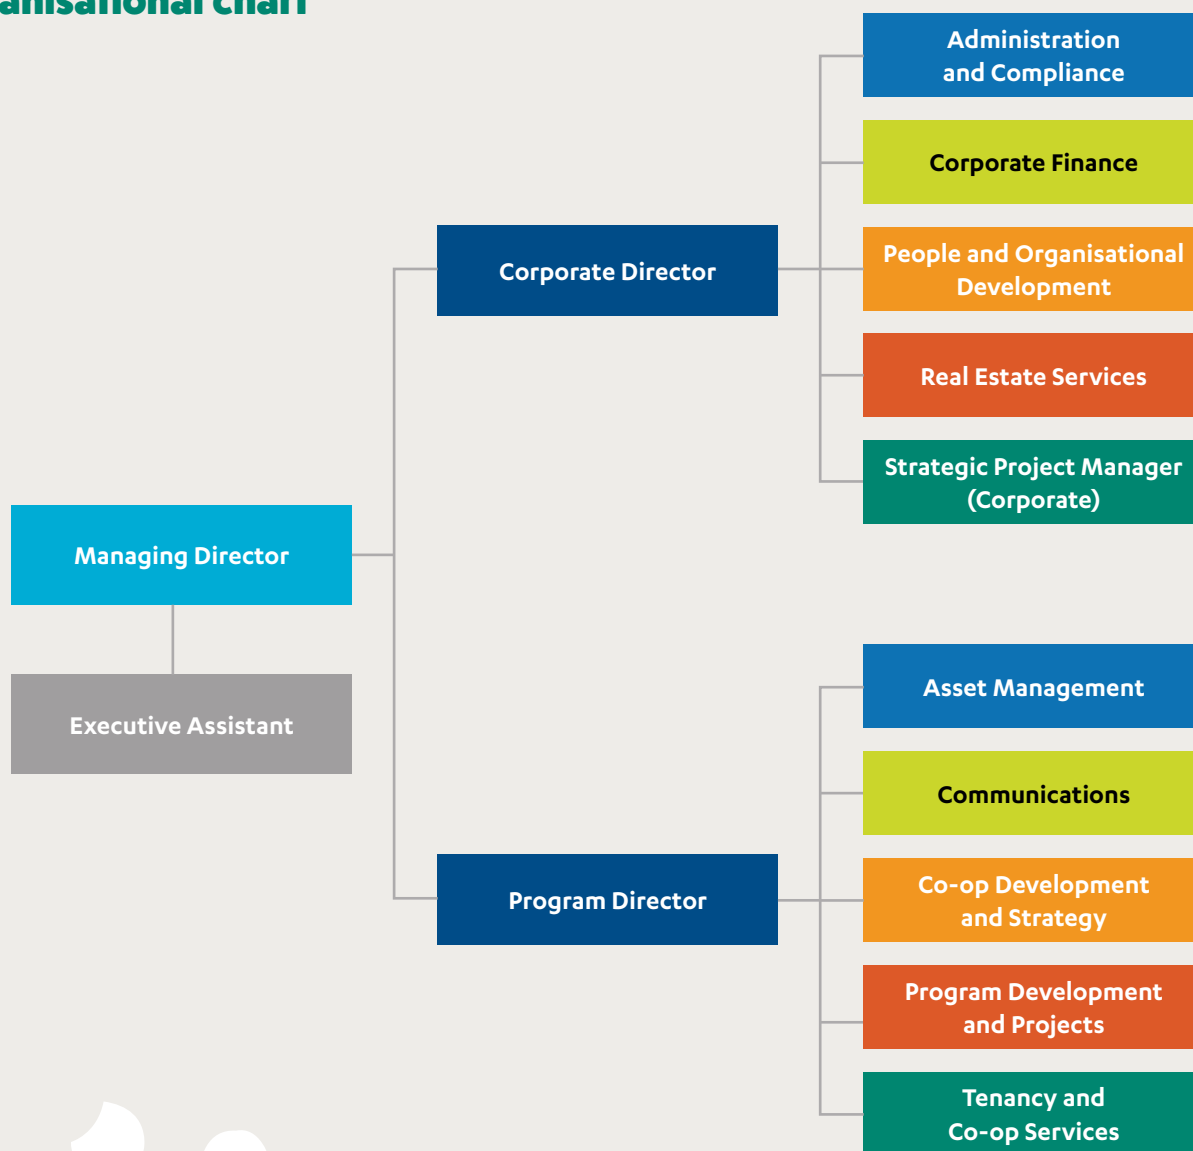 anisational chart
Administration
and Compliance
Corporate Finance
People and Organisational
Development
Corporate Director
Real Estate Services
Strategic Project Manager
(Corporate)
Managing Director
Executive Assistant
Asset Management
Communications
Co-op Development
and Strategy
Program Director
Program Development
and Projects
Tenancy and
Co-op Services